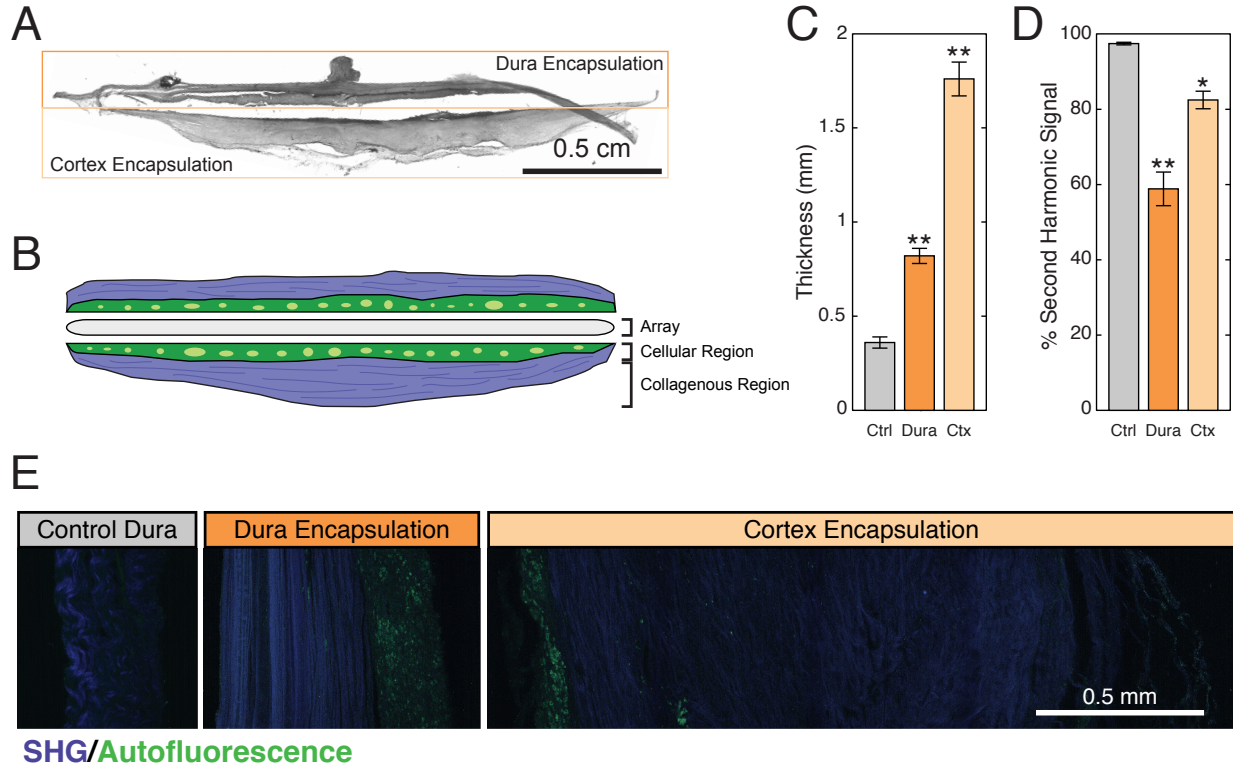 A
Dura Encapsulation
Cortex Encapsulation
0.5 cm
B
Array
Cellular Region
Collagenous Region
C
Thickness (mm)
2
1.5
1
0.5
0
**
**
Ctrl Dura Ctx
D
% Second Harmonic Signal
100
80
60
40
20
0
**
*
Ctrl Dura Ctx
E
Control Dura
Dura Encapsulation
Cortex Encapsulation
0.5 mm
SHG/Autofluorescence